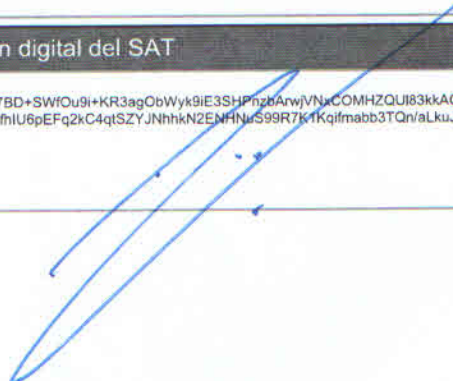 n digital del SAT
7BD+SWfOu9i+KR3agObWyk9iE3SHPnzbArwjVNxCOMHZQUI83kkA
fhIU6pEFq2kC4qtSZYJNhhkN2ENHNuS99R7K1Kqifmabb3TQn/aLkuJ